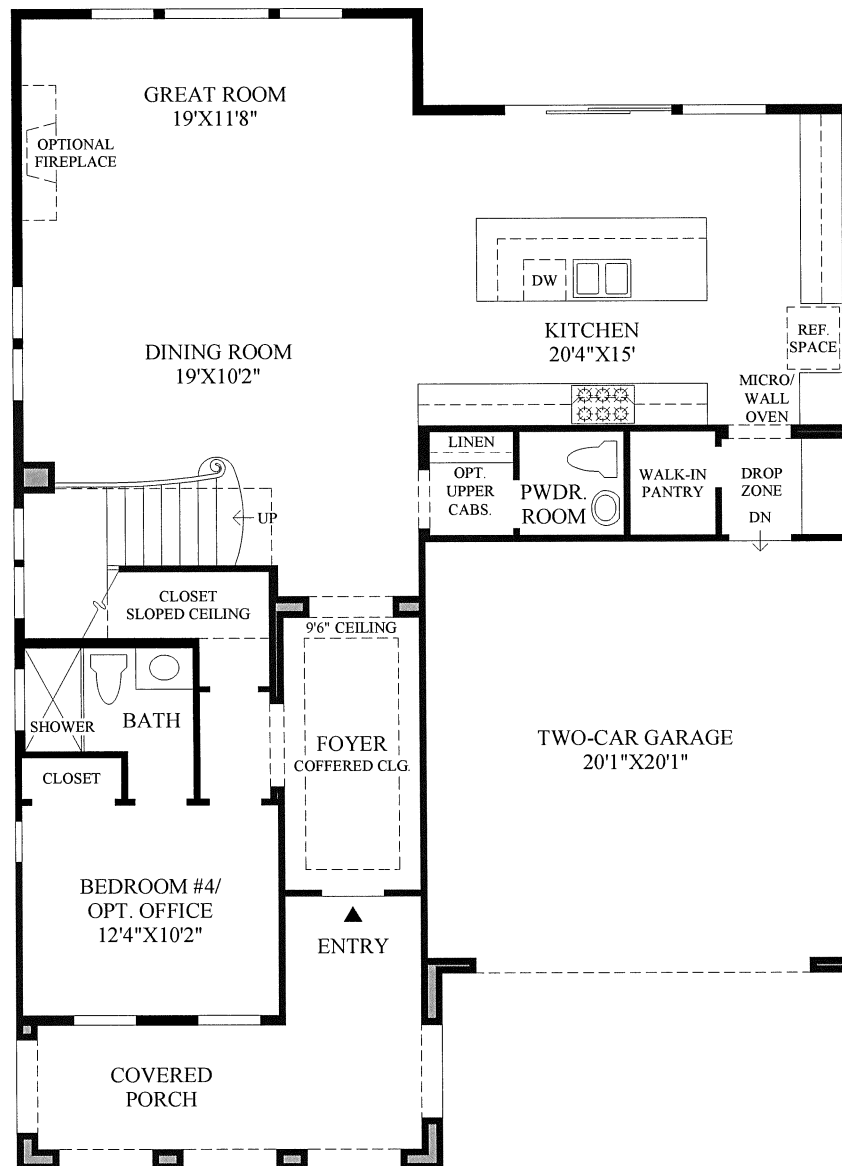 GREAT ROOM
19'X11'8"
OPTIONAL
FIREPLACE
DW
KITCHEN
20'4"X15'
REF.
SPACE
DINING ROOM
19'X10'2"
MICRO/
WALL
OVEN
LINEN
OPT.
UPPER
CABS.
PWDR.
ROOM
WALK-IN
PANTRY
DROP
ZONE
DN
UP
CLOSET
SLOPED CEILING
9'6" CEILING
SHOWER
BATH
FOYER
COFFERED CLG.
TWO-CAR GARAGE
20'1"X20'1"
CLOSET
BEDROOM #4/
OPT. OFFICE
12'4"X10'2"
ENTRY
COVERED
PORCH